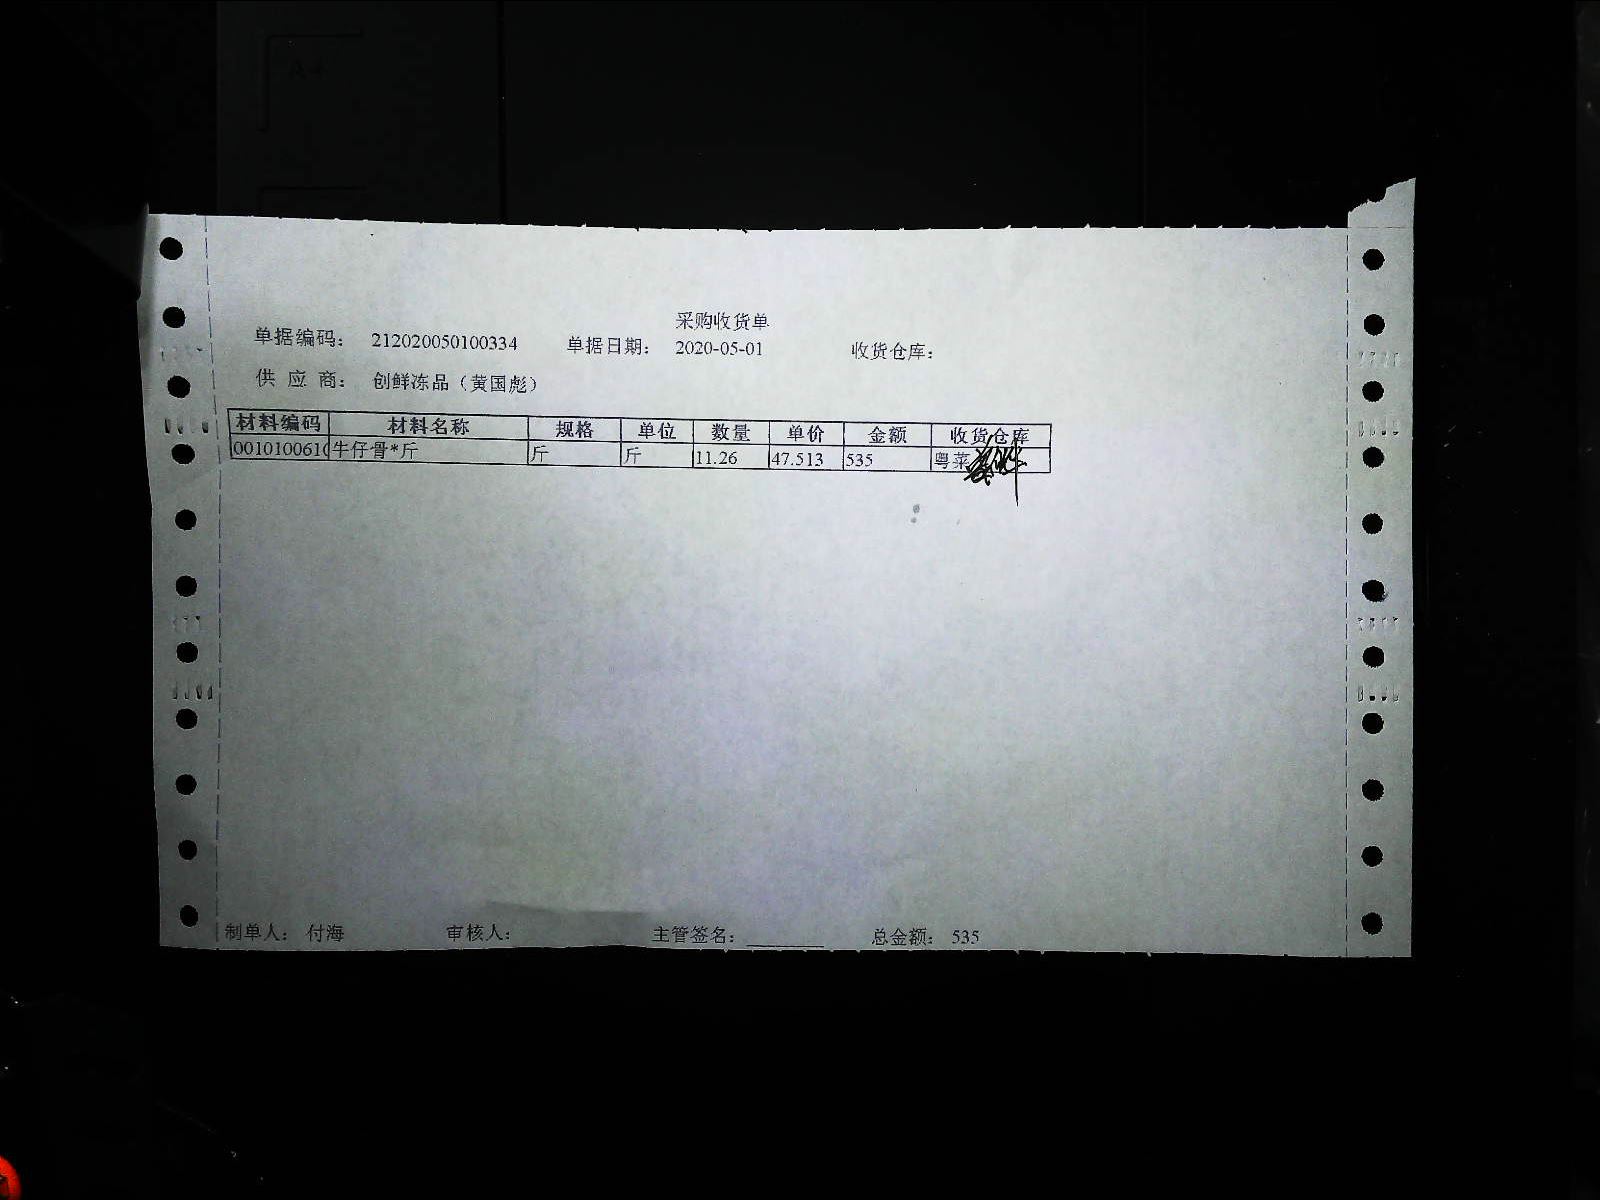 采购收货单
单据编码： 212020050100334 单据日期： 2020-05-01 收货仓库：
供 应 商： 创鲜冻品（黄国彪）
材料编码 材料名称 规格 单位 数量 单价 金额 收货仓库
0010100610 牛仔骨*斤 斤 斤 11.26 47.513 535 粤菜
制单人： 付海 审核人： 主管签名： 总金额： 535